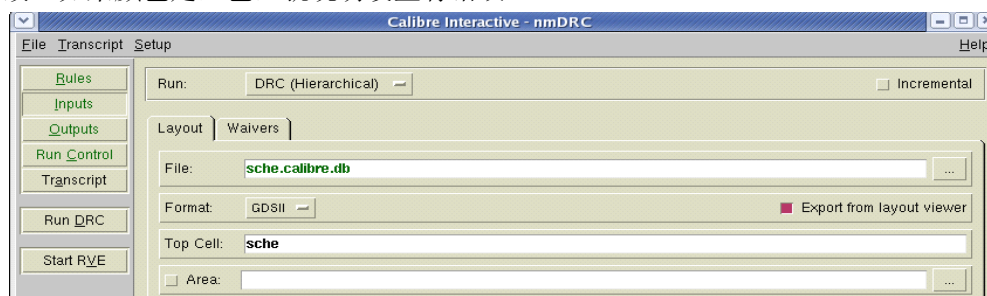 Calibre Interactive - nmDRC
File Transcript Setup Help
Rules
Inputs
Outputs
Run Control
Transcript
Run DRC
Start RVE
Run: DRC (Hierarchical) Incremental
Layout Waivers
File: sche.calibre.db ...
Format: GDSII Export from layout viewer
Top Cell: sche
Area: ...